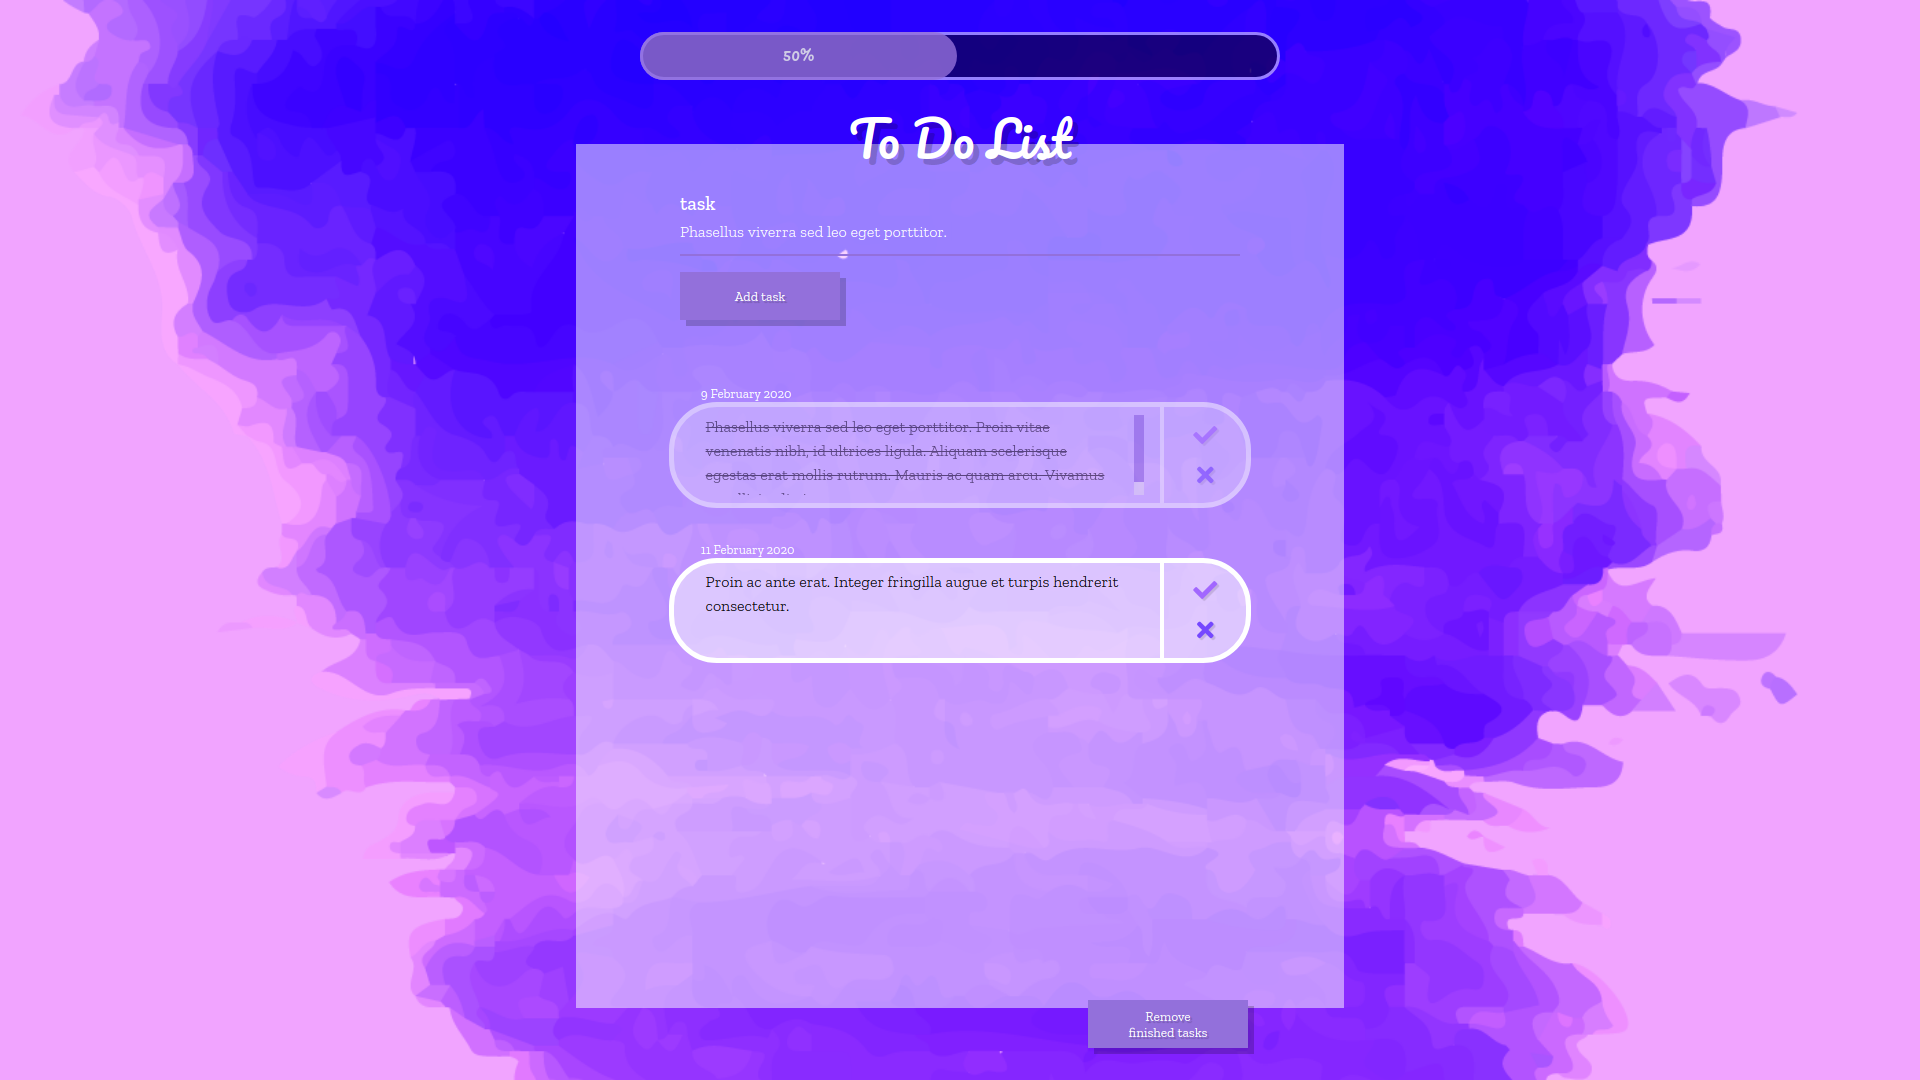 50%
To Do List
task
Phasellus viverra sed leo eget porttitor.
Add task
9 February 2020
Phasellus viverra sed leo eget porttitor. Proin vitae
venenatis nibh, id ultrices ligula. Aliquam scelerisque
egestas erat mollis rutrum. Mauris ac quam arcu. Vivamus
11 February 2020
Proin ac ante erat. Integer fringilla augue et turpis hendrerit
consectetur.
Remove
finished tasks